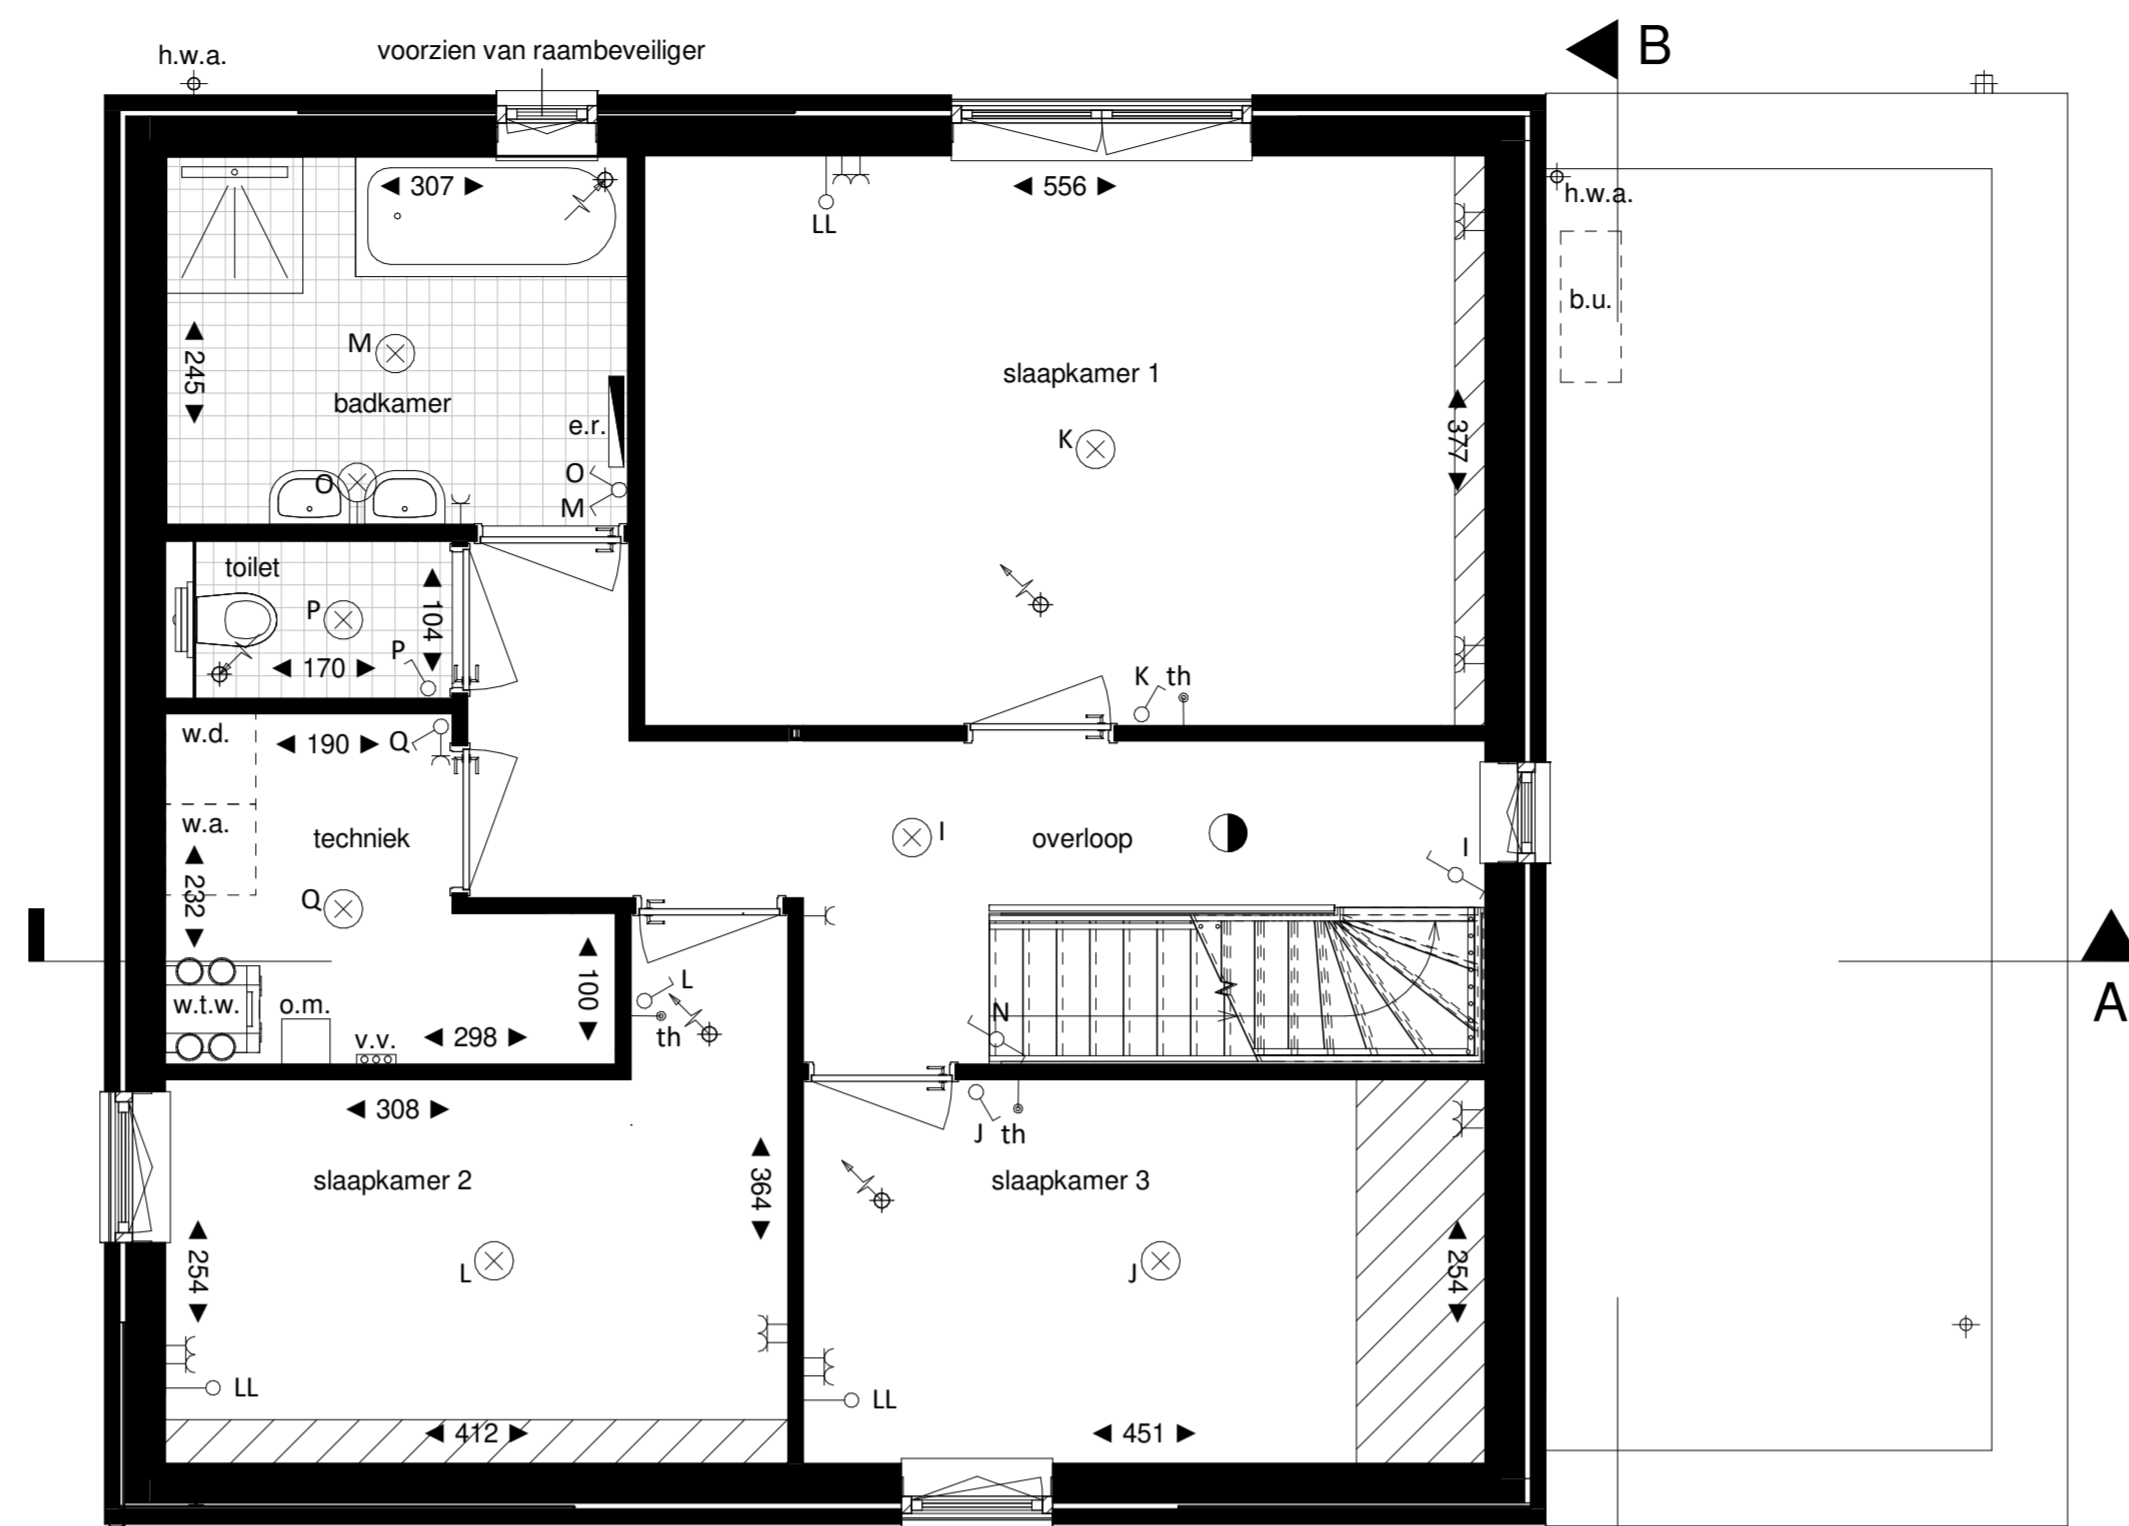 B
h.w.a.
voorzien van raambeveiliger
◄ 307 ►
◄ 556 ►
h.w.a.
LL
b.u.
M
◄ 245 ►
slaapkamer 1
badkamer
e.r.
K
◄ 377 ►
O
O
M
toilet
P
◄ 104 ►
P
◄ 170 ►
K th
w.d.
◄ 190 ►
Q
w.a.
techniek
I
overloop
I
Q
◄ 232 ►
L
◄ 100 ►
w.t.w.
o.m.
N
A
v.v.
◄ 298 ►
th
◄ 308 ►
J th
slaapkamer 2
◄ 364 ►
slaapkamer 3
◄ 254 ►
L
J
◄ 254 ►
LL
LL
◄ 412 ►
◄ 451 ►